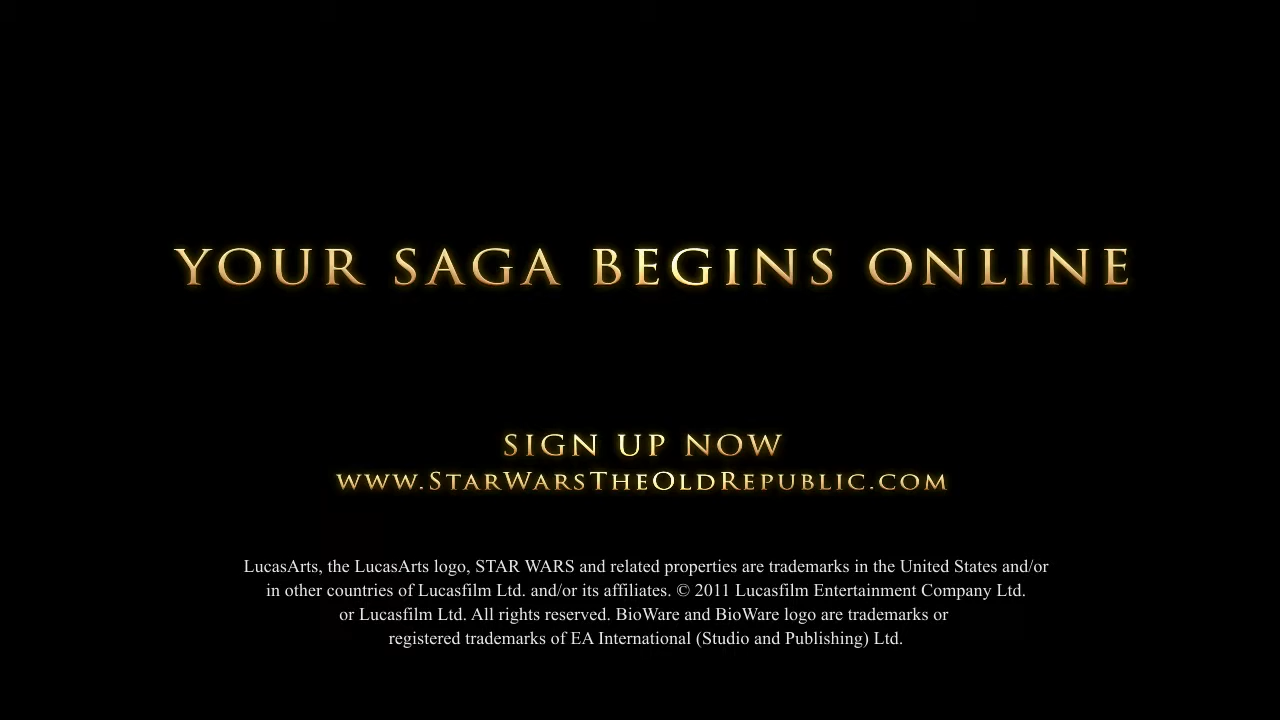 YOUR SAGA BEGINS ONLINE
SIGN UP NOW
WWW.STARWARSTHEOLDREPUBLIC.COM
LucasArts, the LucasArts logo, STAR WARS and related properties are trademarks in the United States and/or
in other countries of Lucasfilm Ltd. and/or its affiliates. © 2011 Lucasfilm Entertainment Company Ltd.
or Lucasfilm Ltd. All rights reserved. BioWare and BioWare logo are trademarks or
registered trademarks of EA International (Studio and Publishing) Ltd.